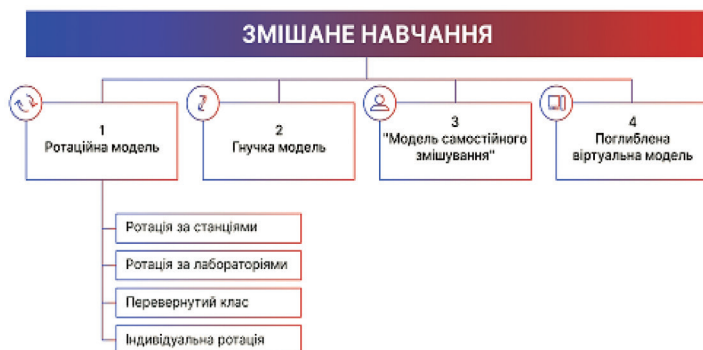 ЗМІШАНЕ НАВЧАННЯ
1
Ротаційна модель
2
Гнучка модель
3
"Модель самостійного
змішування"
4
Поглиблена
віртуальна модель
Ротація за станціями
Ротація за лабораторіями
Перевернутий клас
Індивідуальна ротація